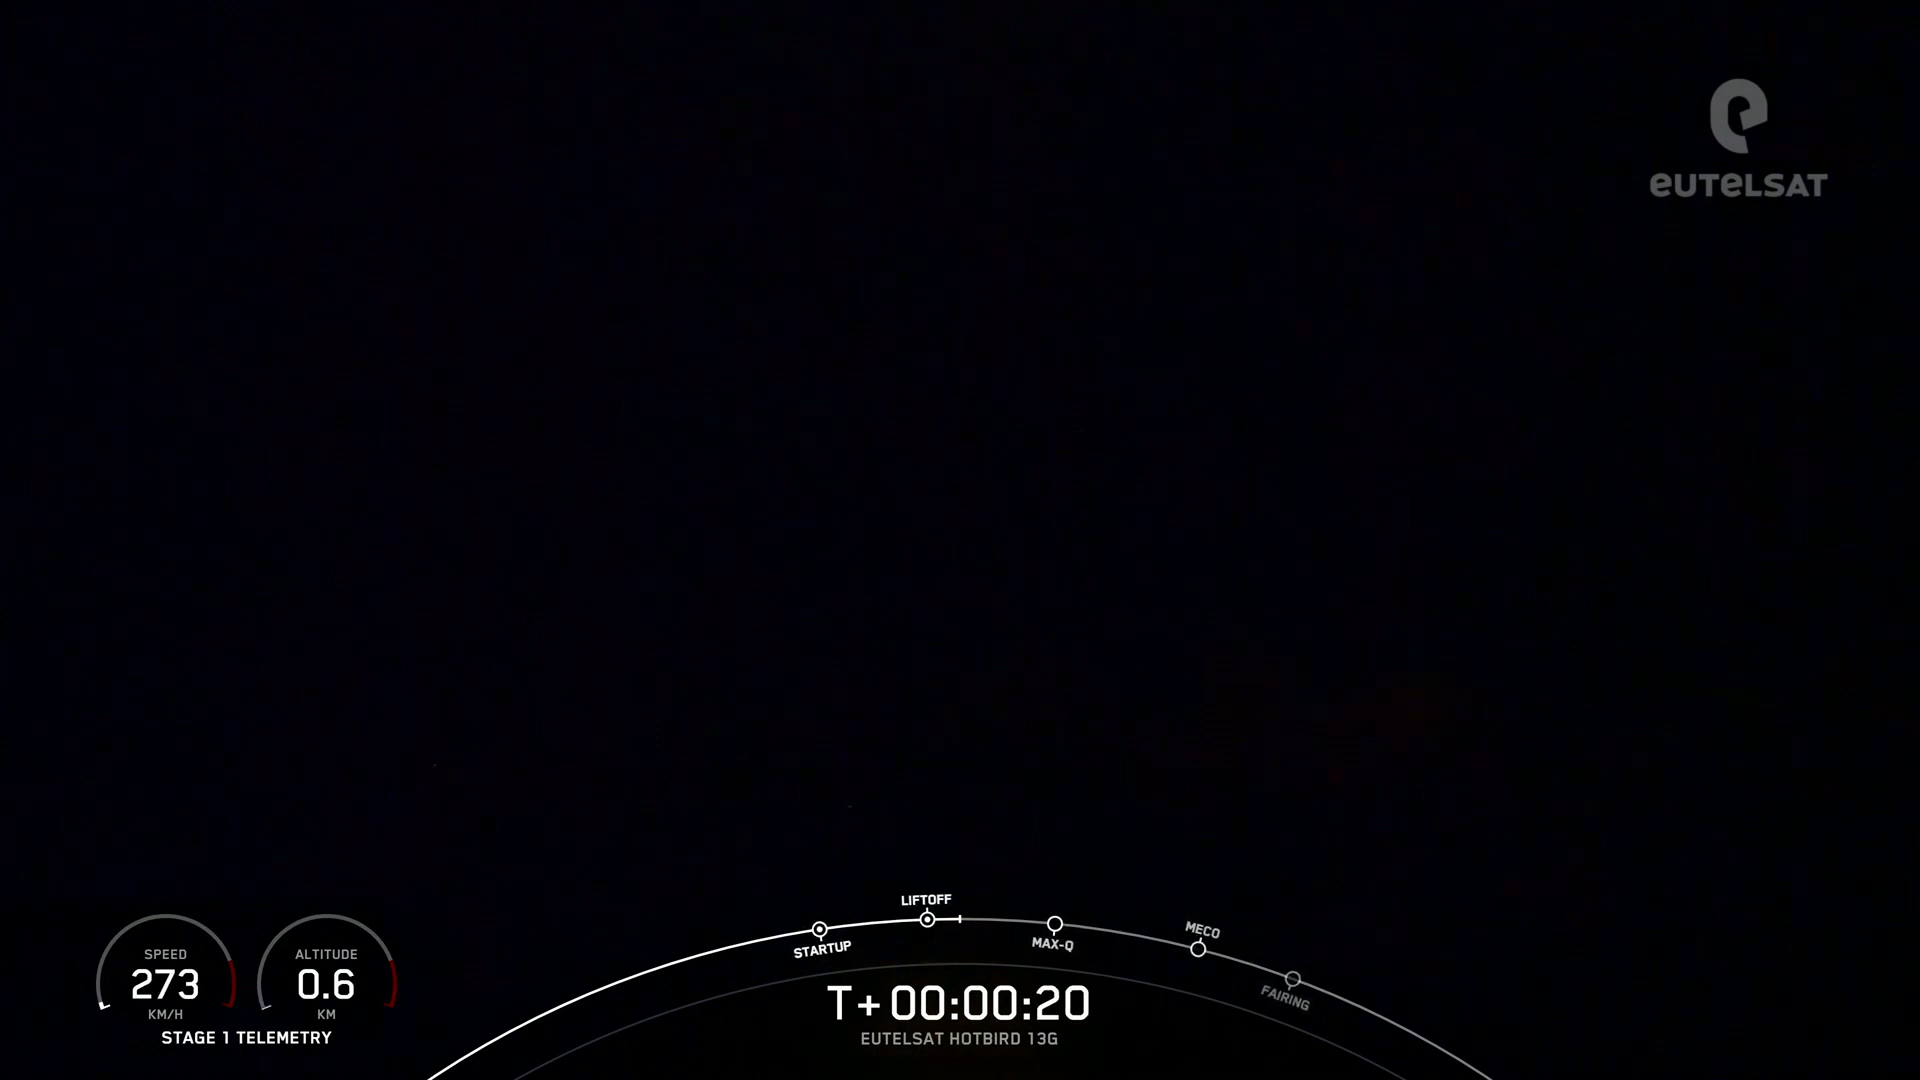 eUTeLSAT
LIFTOFF
STARTUP
MAX-Q
MECO
FAIRING
SPEED
273
KM/H
ALTITUDE
0.6
KM
STAGE 1 TELEMETRY
T+00:00:20
EUTELSAT HOTBIRD 13G